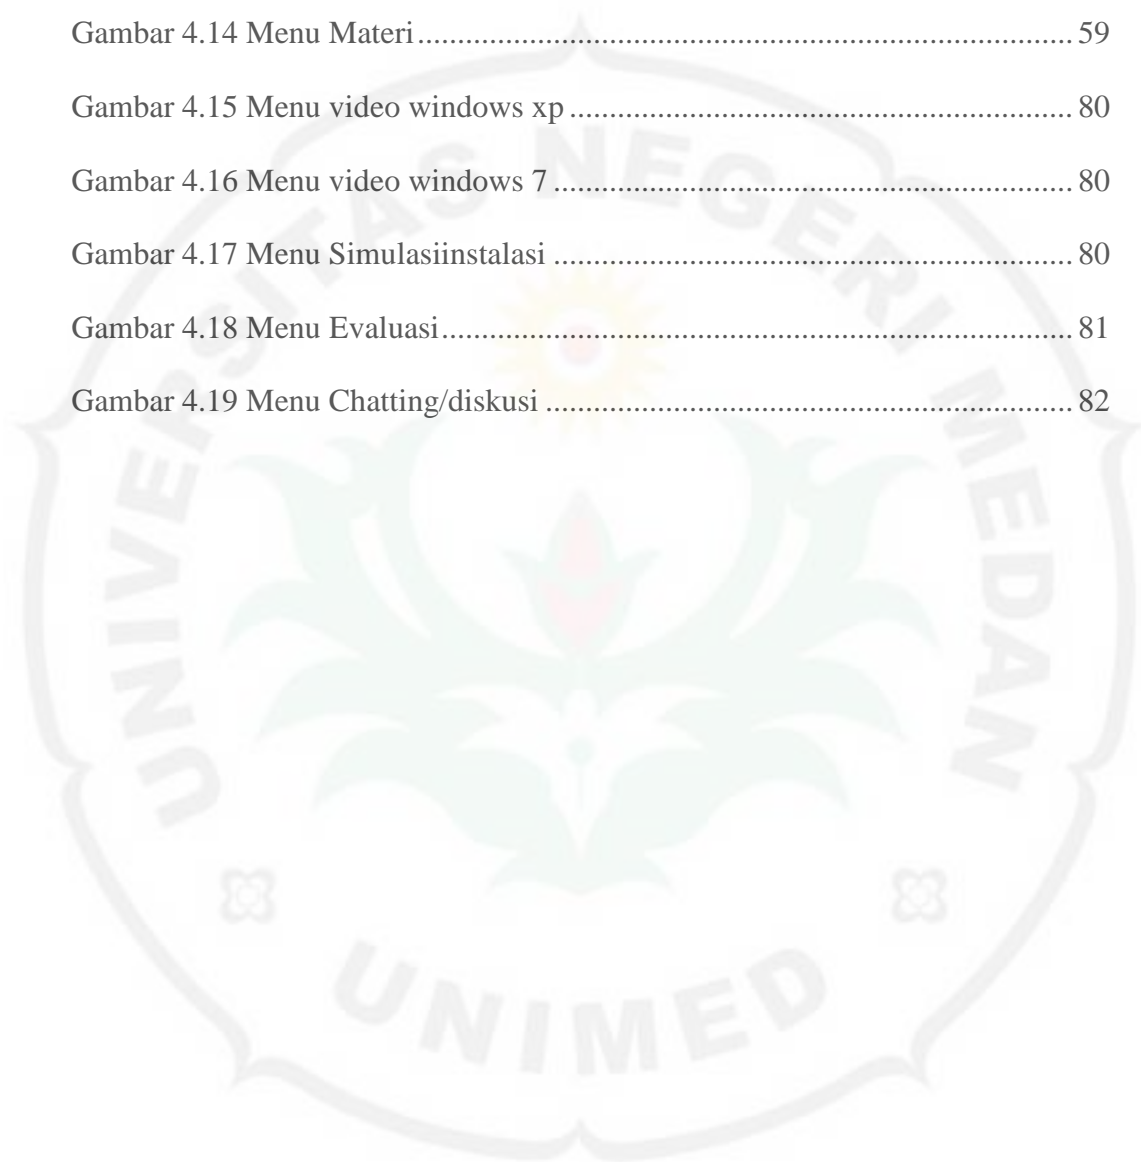 Gambar 4.14 Menu Materi........................................................................... 59
Gambar 4.15 Menu video windows xp......................................................... 80
Gambar 4.16 Menu video windows 7........................................................... 80
Gambar 4.17 Menu Simulasiinstalasi........................................................... 80
Gambar 4.18 Menu Evaluasi........................................................................ 81
Gambar 4.19 Menu Chatting/diskusi............................................................ 82
UNIVERSITAS NEGERI MEDAN
UNIMED